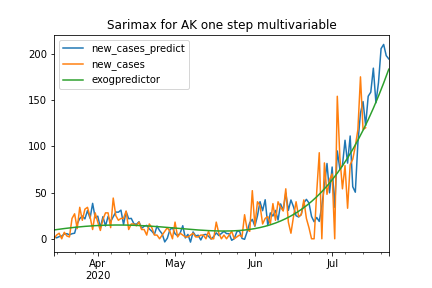 Sarimax for AK one step multivariable
new_cases_predict
new_cases
exogpredictor
200
150
100
50
0
Apr
May
Jun
Jul
2020